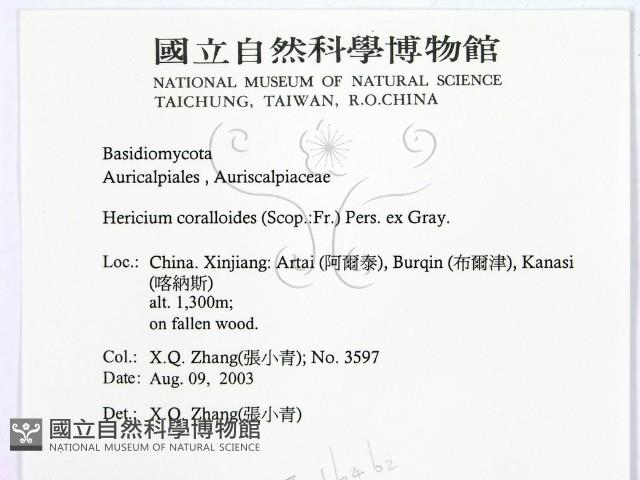 國立自然科學博物館
NATIONAL MUSEUM OF NATURAL SCIENCE
TAICHUNG, TAIWAN, R.O.CHINA
Basidiomycota
Auricalpiales , Auriscalpiaceae
Hericium coralloides (Scop.:Fr.) Pers. ex Gray.
Loc.: China. Xinjiang: Artai (阿爾泰), Burqin (布爾津), Kanasi
(喀納斯)
alt. 1,300m;
on fallen wood.
Col.: X.Q. Zhang(張小青); No. 3597
Date: Aug. 09, 2003
Det.: X.Q. Zhang(張小青)
國立自然科學博物館
NATIONAL MUSEUM OF NATURAL SCIENCE